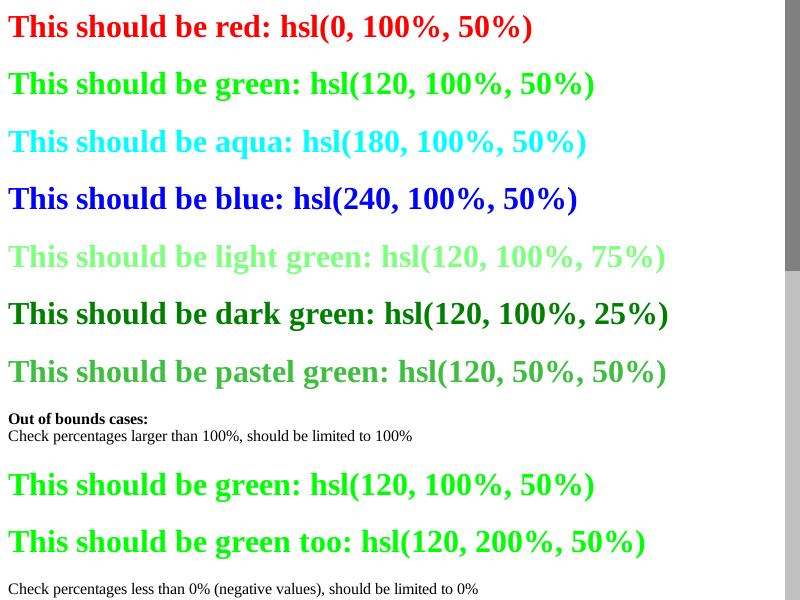 This should be red: hsl(0, 100%, 50%)
This should be green: hsl(120, 100%, 50%)
This should be aqua: hsl(180, 100%, 50%)
This should be blue: hsl(240, 100%, 50%)
This should be light green: hsl(120, 100%, 75%)
This should be dark green: hsl(120, 100%, 25%)
This should be pastel green: hsl(120, 50%, 50%)
Out of bounds cases:
Check percentages larger than 100%, should be limited to 100%
This should be green: hsl(120, 100%, 50%)
This should be green too: hsl(120, 200%, 50%)
Check percentages less than 0% (negative values), should be limited to 0%